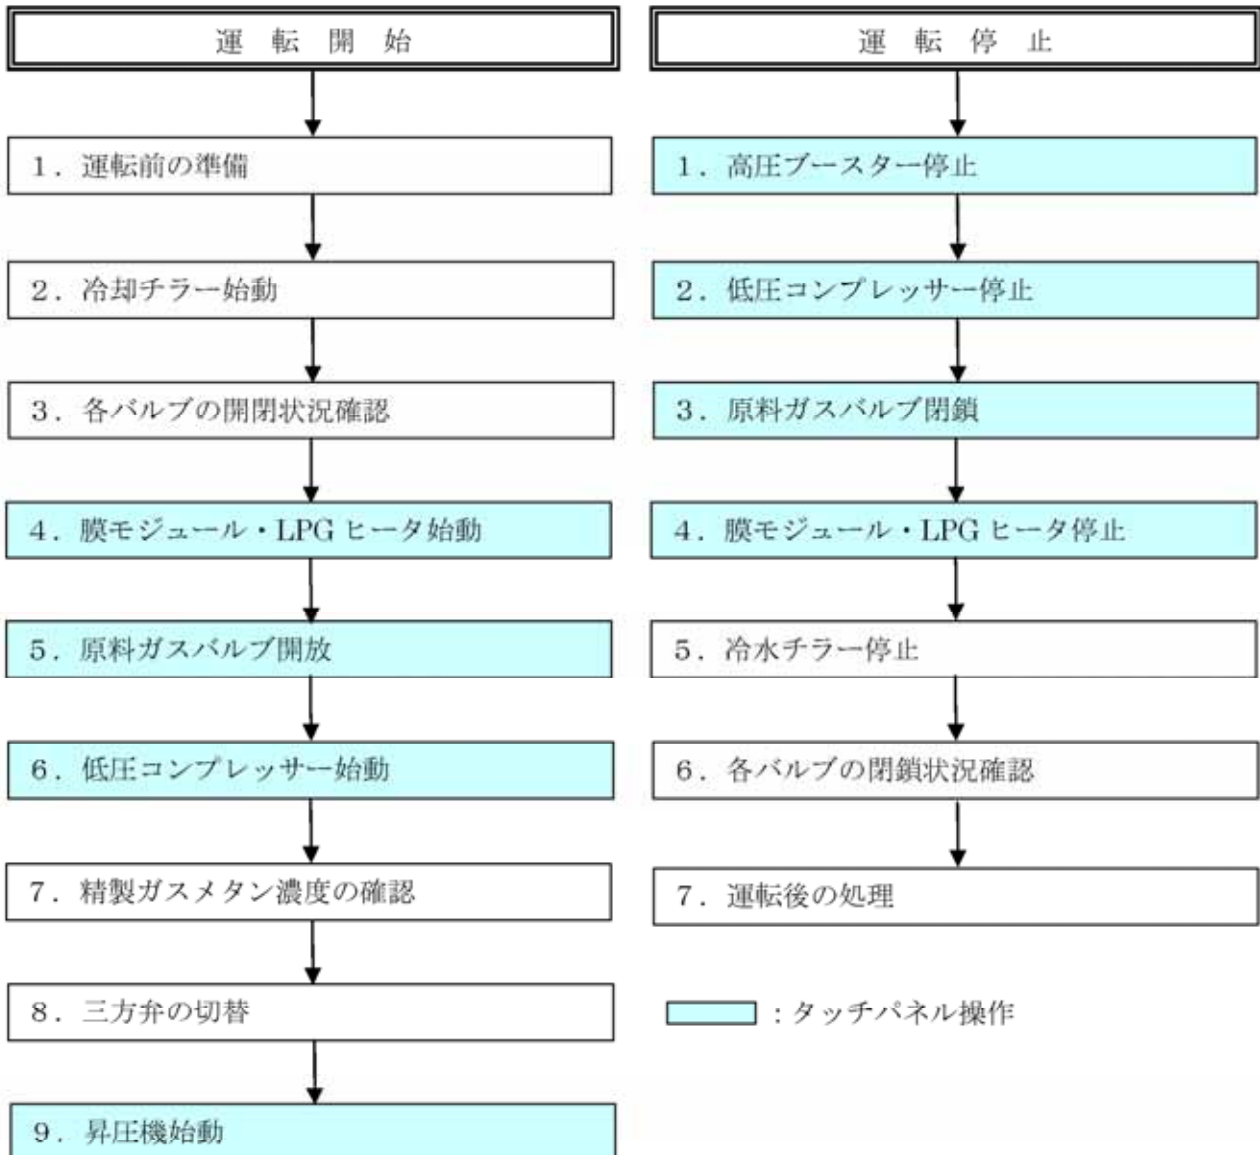 運 転 開 始
1. 運転前の準備
2. 冷却チラー始動
3. 各バルブの開閉状況確認
4. 膜モジュール・LPG ヒータ始動
5. 原料ガスバルブ開放
6. 低圧コンプレッサー始動
7. 精製ガスメタン濃度の確認
8. 三方弁の切替
9. 昇圧機始動
運 転 停 止
1. 高圧ブースター停止
2. 低圧コンプレッサー停止
3. 原料ガスバルブ閉鎖
4. 膜モジュール・LPG ヒータ停止
5. 冷水チラー停止
6. 各バルブの閉鎖状況確認
7. 運転後の処理
：タッチパネル操作